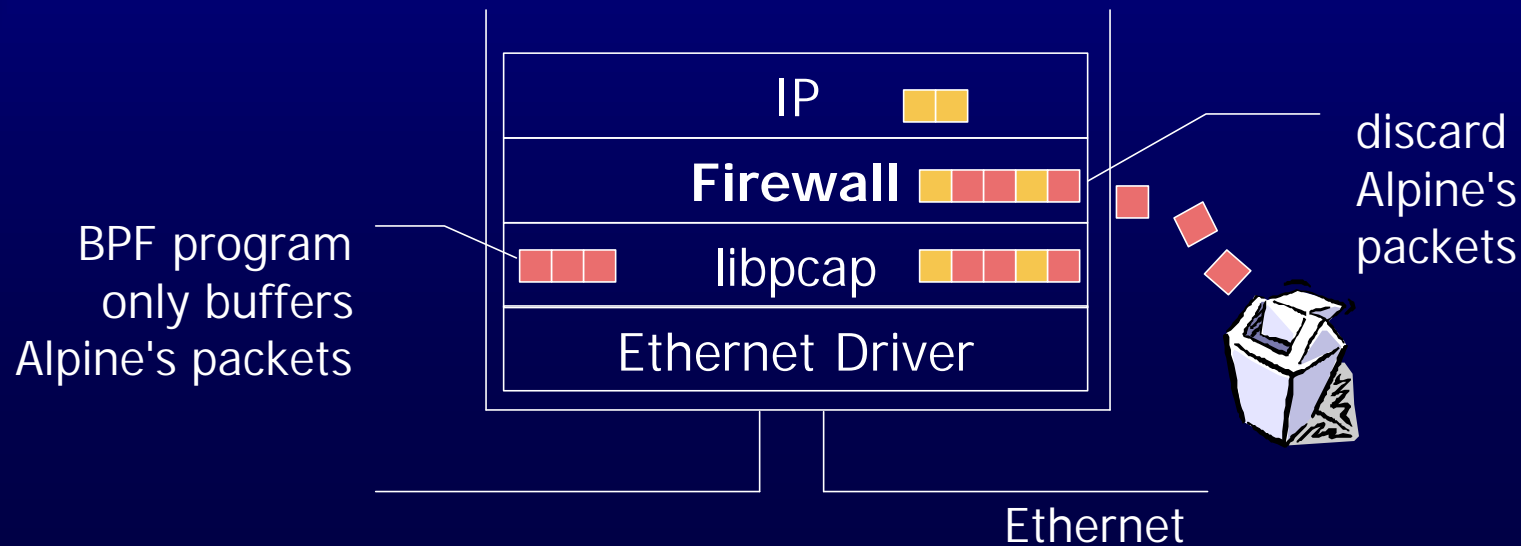 IP
Firewall
libpcap
Ethernet Driver
BPF program
only buffers
Alpine's packets
discard
Alpine's
packets
Ethernet